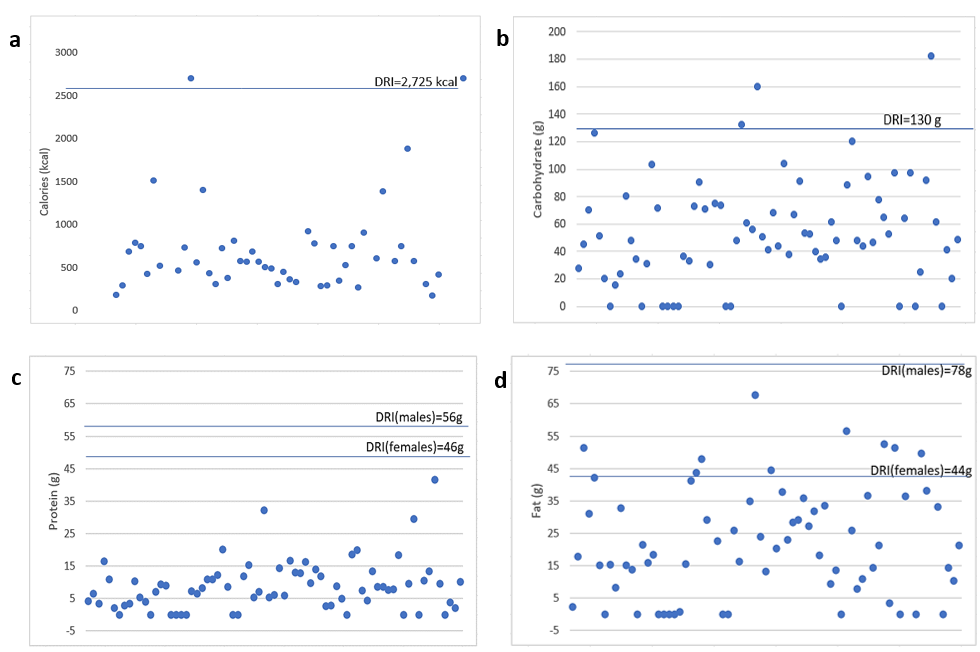 a
3000
DRI=2,725 kcal
2500
2000
1500
1000
500
0
Calories (kcal)
b
200
180
160
140
DRI=130 g
120
100
80
60
40
20
0
Carbohydrate (g)
c
75
65
DRI(males)=56g
55
DRI(females)=46g
45
35
25
15
5
-5
Protein (g)
d
75
DRI(males)=78g
65
55
45
DRI(females)=44g
35
25
15
5
-5
Fat (g)